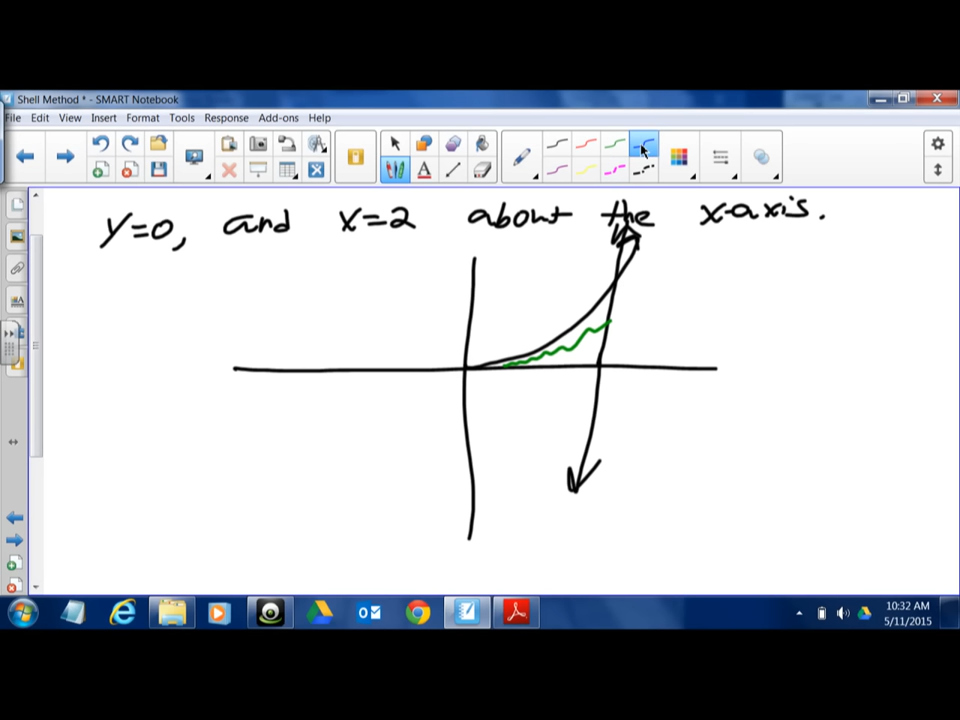 Shell Method * - SMART Notebook
File Edit View Insert Format Tools Response Add-ons Help
y=0, and x=2 about the x-axis.
10:32 AM
5/11/2015